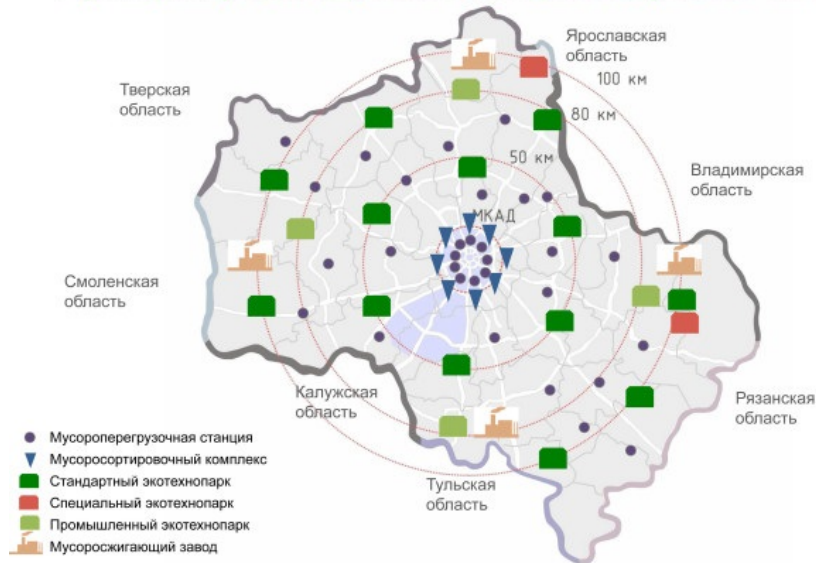 Ярославская
область
100 км
Тверская
область
80 км
50 км
Владимирская
область
МКАД
Смоленская
область
Калужская
область
Рязанская
область
Тульская
область
Мусороперегрузочная станция
Мусоросортировочный комплекс
Стандартный экотехнопарк
Специальный экотехнопарк
Промышленный экотехнопарк
Мусоросжигающий завод